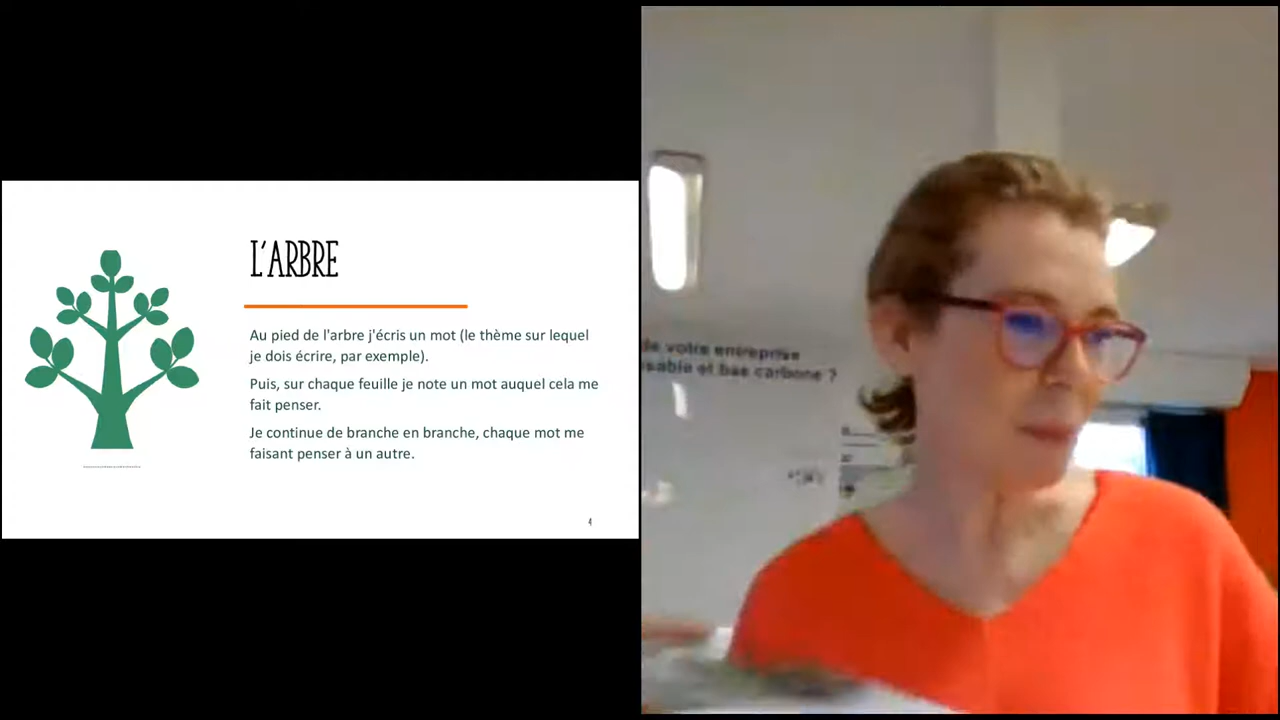 L'ARBRE
Au pied de l'arbre j'écris un mot (le thème sur lequel
je dois écrire, par exemple).
Puis, sur chaque feuille je note un mot auquel cela me
fait penser.
Je continue de branche en branche, chaque mot me
faisant penser à un autre.
4
de votre entreprise
et bas carbone ?